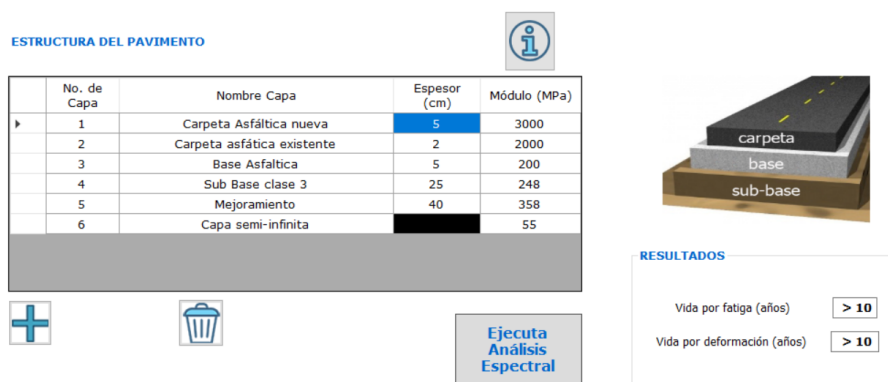 ESTRUCTURA DEL PAVIMENTO
No. de Capa Nombre Capa Espesor (cm) Módulo (MPa)
1 Carpeta Asfáltica nueva 5 3000
2 Carpeta asfática existente 2 2000
3 Base Asfaltica 5 200
4 Sub Base clase 3 25 248
5 Mejoramiento 40 358
6 Capa semi-infinita 55
carpeta
base
sub-base
RESULTADOS
Vida por fatiga (años) > 10
Vida por deformación (años) > 10
Ejecuta
Análisis
Espectral